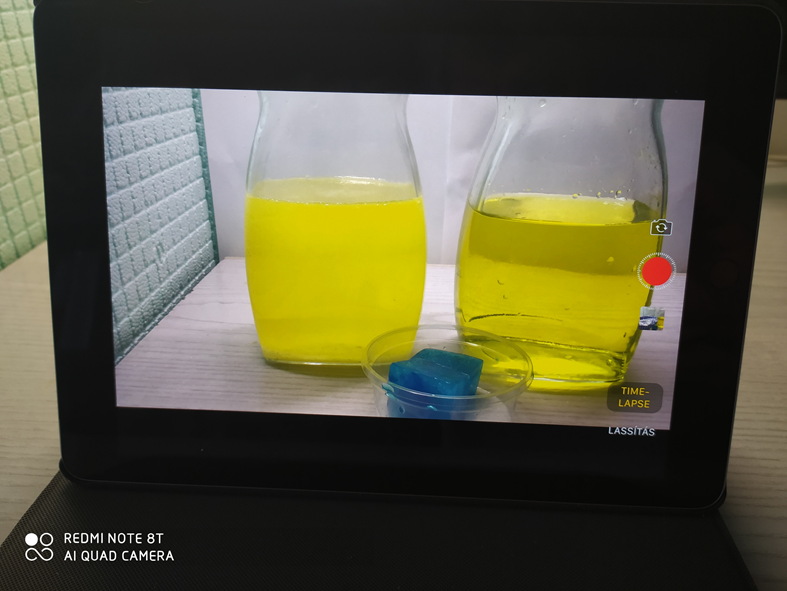 TIME-
LAPSE
LASSÍTÁS
REDMI NOTE 8T
AI QUAD CAMERA